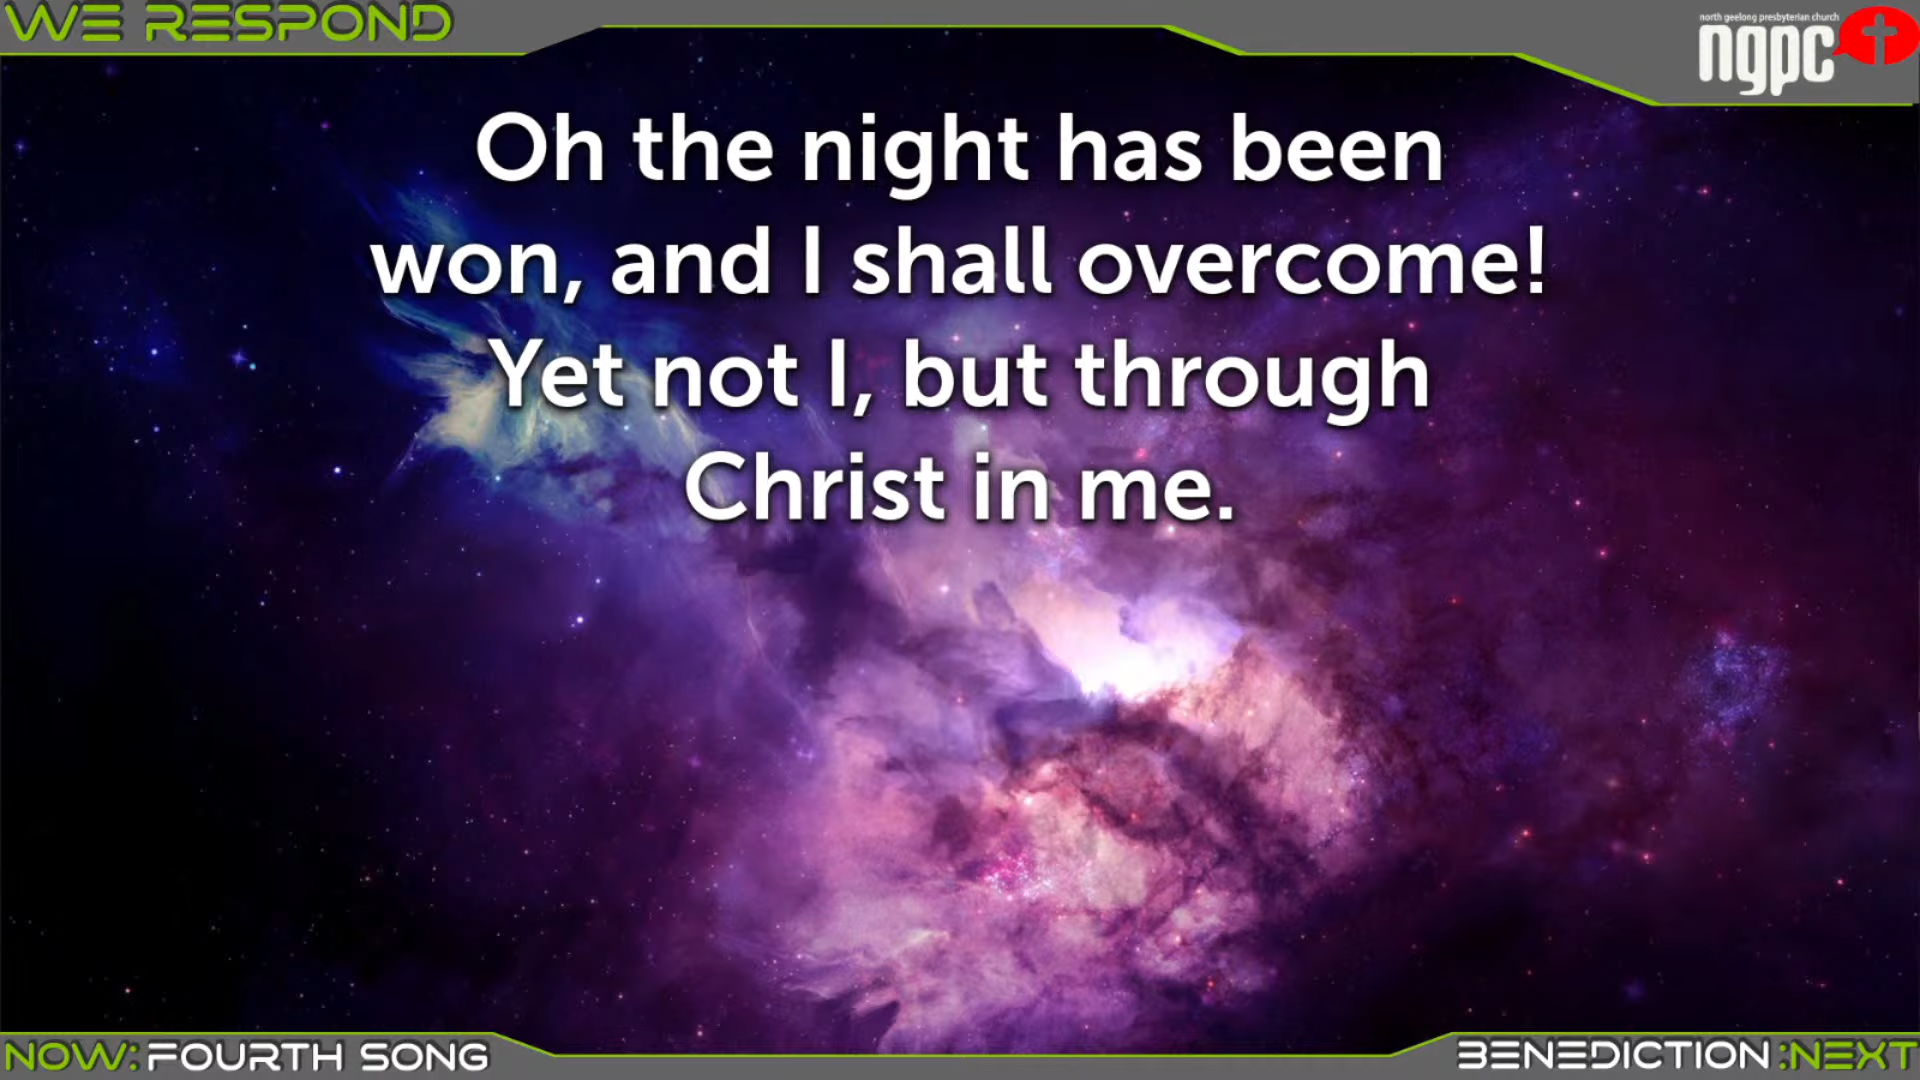 WE RESPOND
north geelong presbyterian church
ngpc
Oh the night has been
won, and I shall overcome!
Yet not I, but through
Christ in me.
NOW: FOURTH SONG
BENEDICTION :NEXT